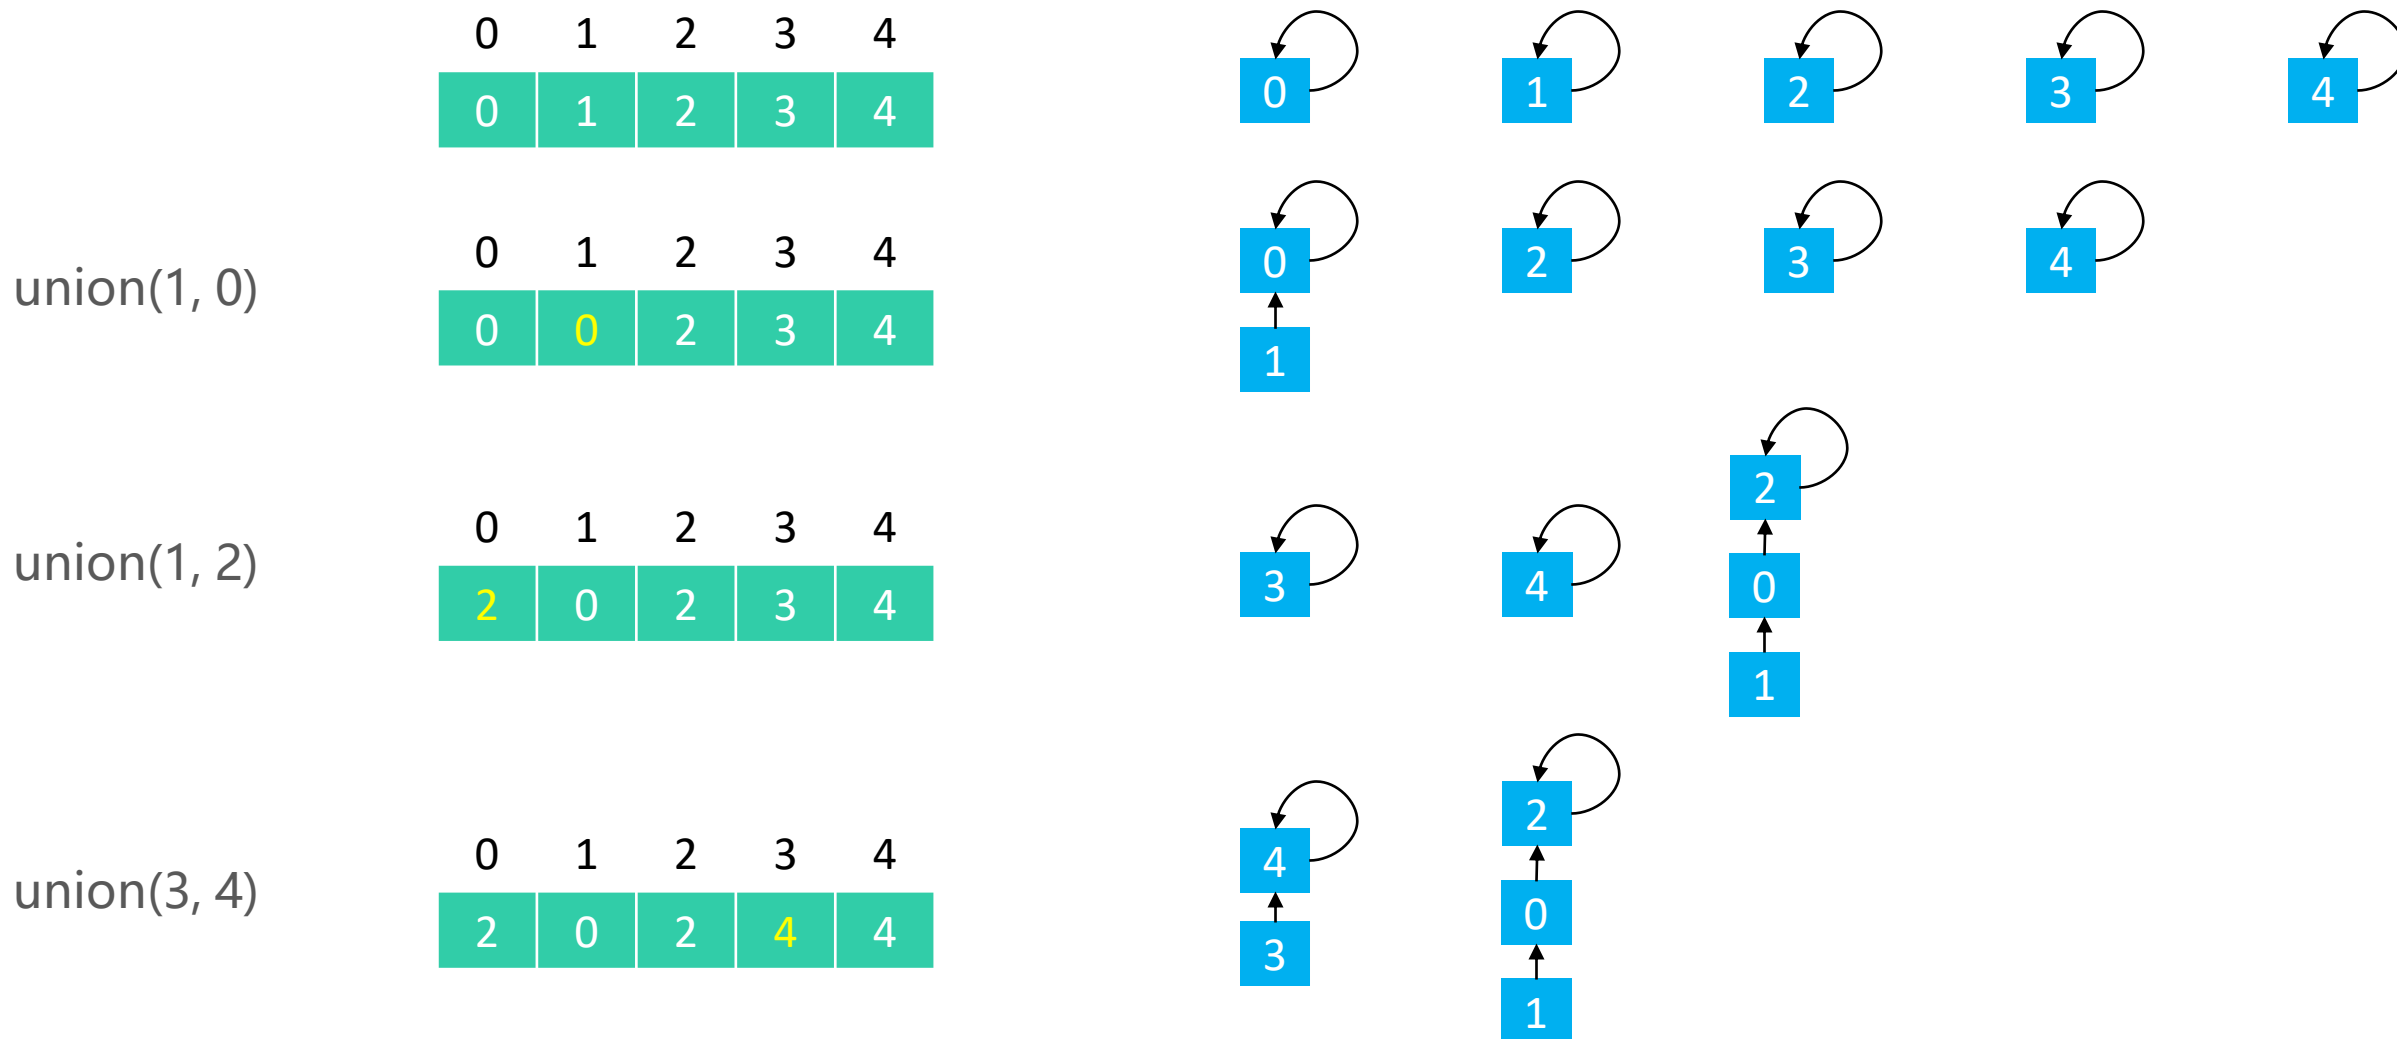 0 1 2 3 4
0 1 2 3 4
0 1 2 3 4
0 2 3 4
0 1 2 3 4
union(1, 0)
0 0 2 3 4
1
2
0 1 2 3 4
union(1, 2)
3 4 0
2 0 2 3 4
1
2
0 1 2 3 4
4
union(3, 4)
0
2 0 2 4 4
3
1